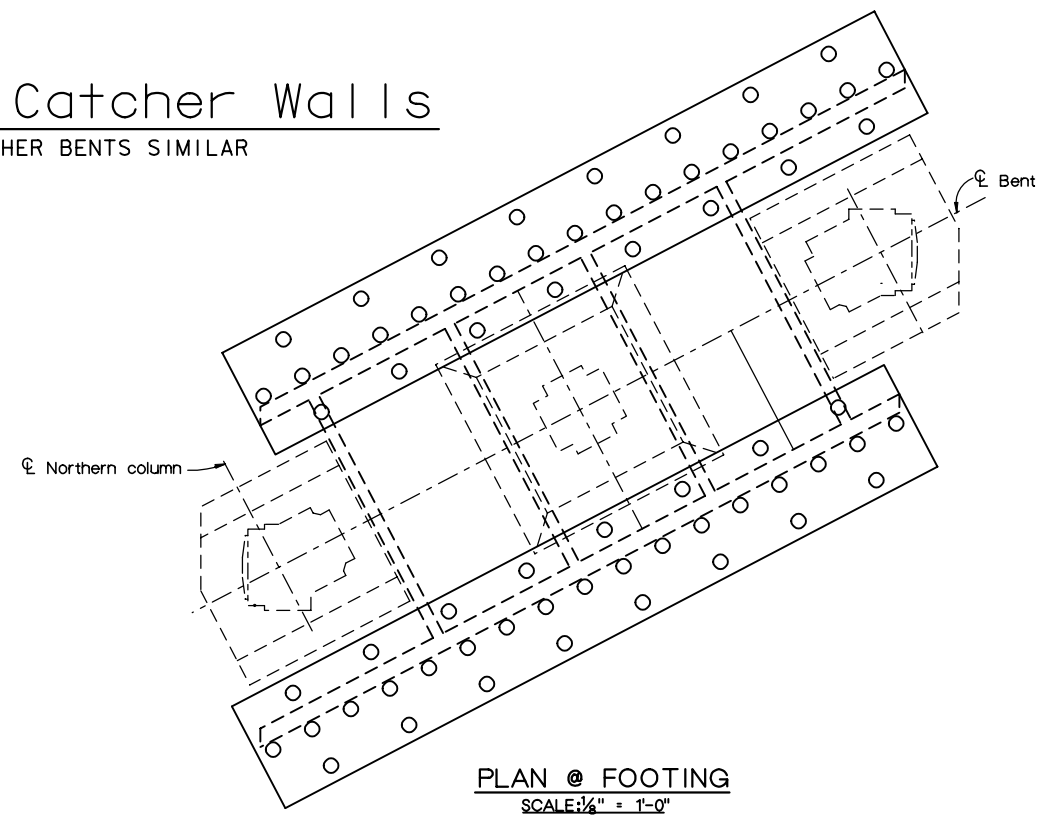 Catcher Walls
HER BENTS SIMILAR
℄ Bent
℄ Northern column
PLAN @ FOOTING
SCALE:⅛" = 1'-0"